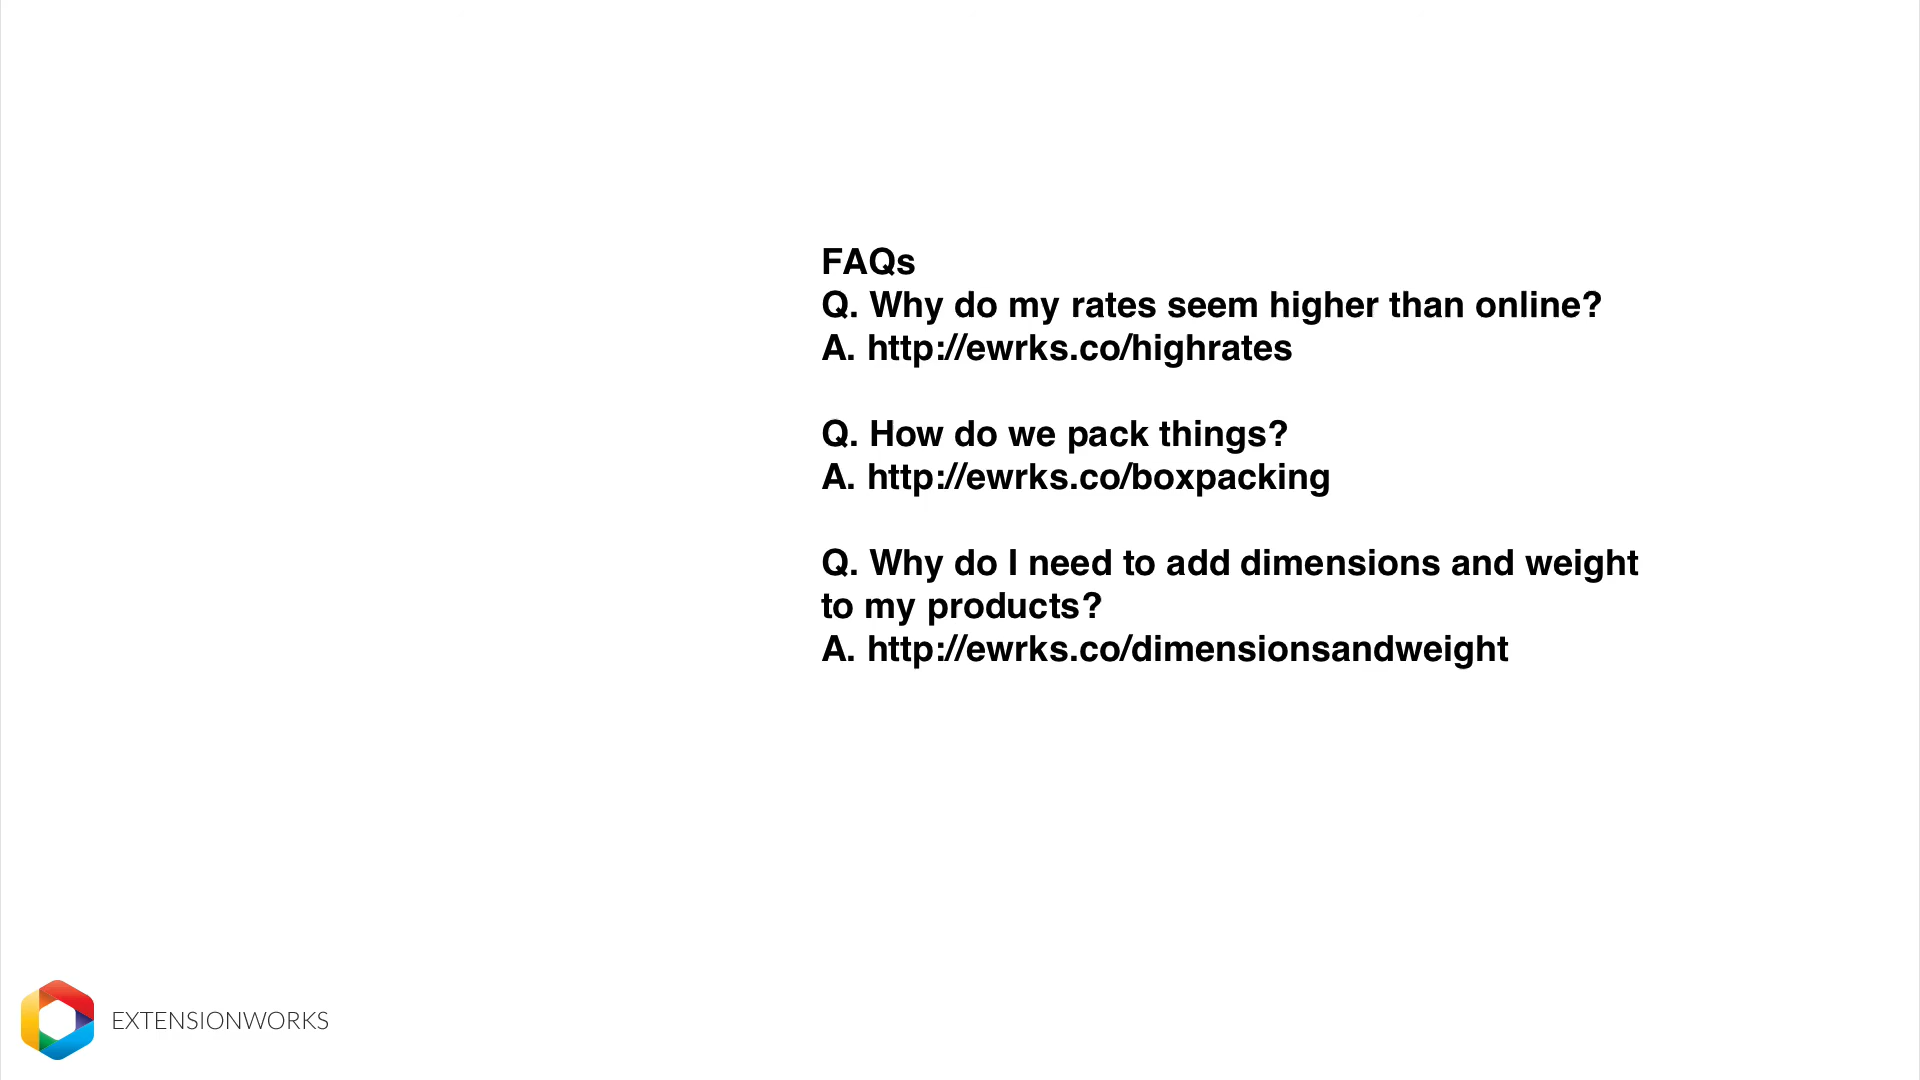 FAQs
Q. Why do my rates seem higher than online?
A. http://ewrks.co/highrates
Q. How do we pack things?
A. http://ewrks.co/boxpacking
Q. Why do I need to add dimensions and weight
to my products?
A. http://ewrks.co/dimensionsandweight
EXTENSIONWORKS